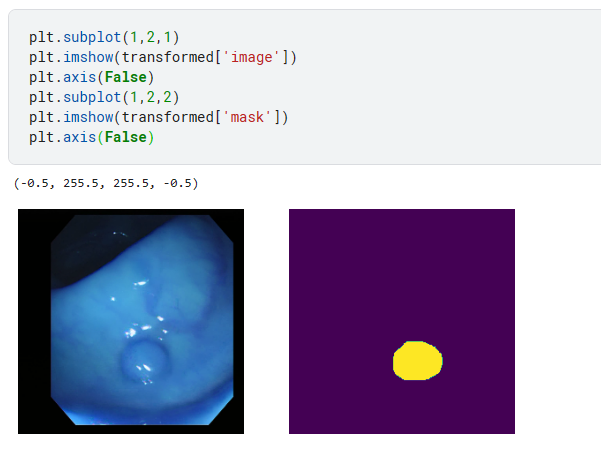 plt.subplot(1,2,1)
plt.imshow(transformed['image'])
plt.axis(False)
plt.subplot(1,2,2)
plt.imshow(transformed['mask'])
plt.axis(False)
(-0.5, 255.5, 255.5, -0.5)